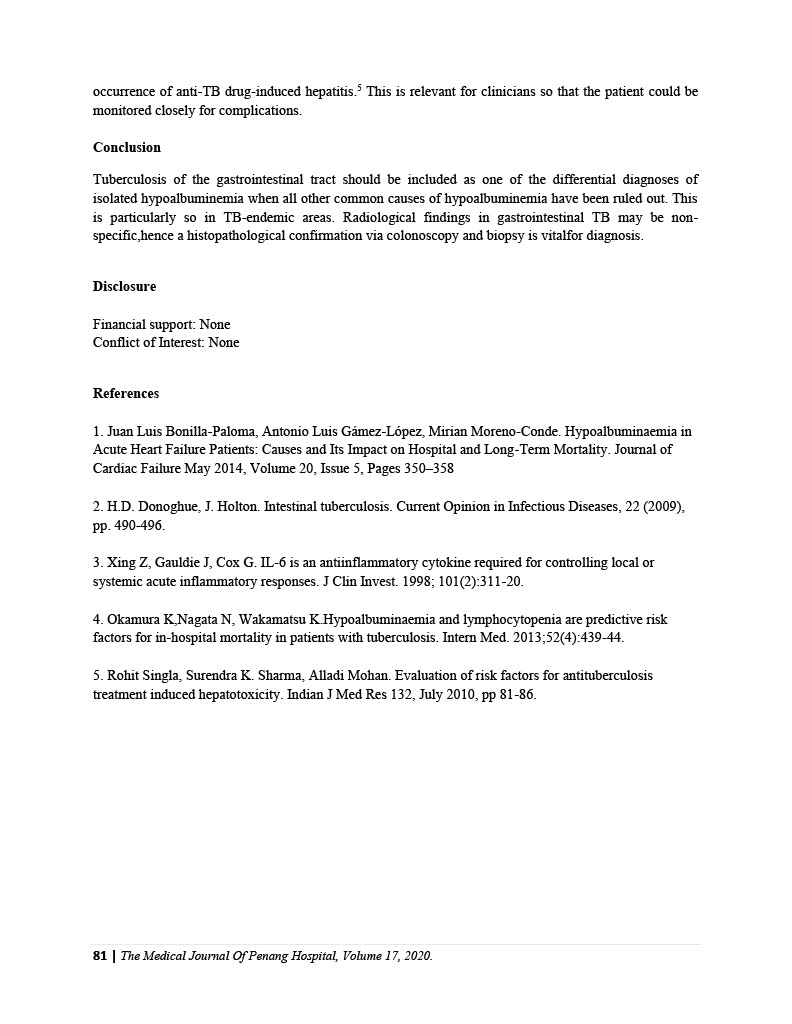 occurrence of anti-TB drug-induced hepatitis.⁵ This is relevant for clinicians so that the patient could be
monitored closely for complications.
Conclusion
Tuberculosis of the gastrointestinal tract should be included as one of the differential diagnoses of
isolated hypoalbuminemia when all other common causes of hypoalbuminemia have been ruled out. This
is particularly so in TB-endemic areas. Radiological findings in gastrointestinal TB may be non-
specific,hence a histopathological confirmation via colonoscopy and biopsy is vitalfor diagnosis.
Disclosure
Financial support: None
Conflict of Interest: None
References
1. Juan Luis Bonilla-Paloma, Antonio Luis Gámez-López, Mirian Moreno-Conde. Hypoalbuminaemia in
Acute Heart Failure Patients: Causes and Its Impact on Hospital and Long-Term Mortality. Journal of
Cardiac Failure May 2014, Volume 20, Issue 5, Pages 350–358
2. H.D. Donoghue, J. Holton. Intestinal tuberculosis. Current Opinion in Infectious Diseases, 22 (2009),
pp. 490-496.
3. Xing Z, Gauldie J, Cox G. IL-6 is an antiinflammatory cytokine required for controlling local or
systemic acute inflammatory responses. J Clin Invest. 1998; 101(2):311-20.
4. Okamura K,Nagata N, Wakamatsu K.Hypoalbuminaemia and lymphocytopenia are predictive risk
factors for in-hospital mortality in patients with tuberculosis. Intern Med. 2013;52(4):439-44.
5. Rohit Singla, Surendra K. Sharma, Alladi Mohan. Evaluation of risk factors for antituberculosis
treatment induced hepatotoxicity. Indian J Med Res 132, July 2010, pp 81-86.
81 | The Medical Journal Of Penang Hospital, Volume 17, 2020.